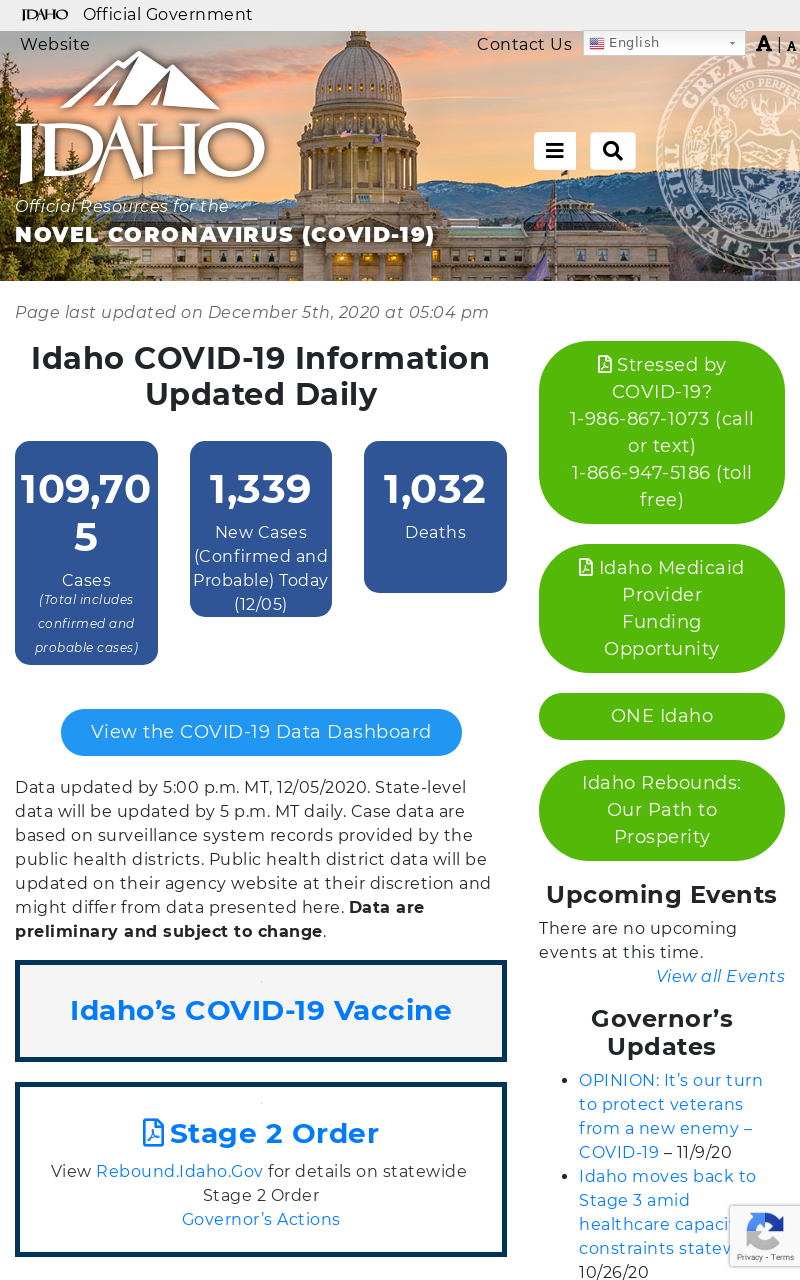 IDAHO Official Government
Website
Contact Us
English
A | A
IDAHO
Official Resources for the
NOVEL CORONAVIRUS (COVID-19)
Page last updated on December 5th, 2020 at 05:04 pm
Idaho COVID-19 Information
Updated Daily
109,70
5
Cases
(Total includes
confirmed and
probable cases)
1,339
New Cases
(Confirmed and
Probable) Today
(12/05)
1,032
Deaths
View the COVID-19 Data Dashboard
Data updated by 5:00 p.m. MT, 12/05/2020. State-level
data will be updated by 5 p.m. MT daily. Case data are
based on surveillance system records provided by the
public health districts. Public health district data will be
updated on their agency website at their discretion and
might differ from data presented here. Data are
preliminary and subject to change.
Idaho’s COVID-19 Vaccine
Stage 2 Order
View Rebound.Idaho.Gov for details on statewide
Stage 2 Order
Governor’s Actions
Stressed by
COVID-19?
1-986-867-1073 (call
or text)
1-866-947-5186 (toll
free)
Idaho Medicaid
Provider
Funding
Opportunity
ONE Idaho
Idaho Rebounds:
Our Path to
Prosperity
Upcoming Events
There are no upcoming
events at this time.
View all Events
Governor’s
Updates
OPINION: It’s our turn
to protect veterans
from a new enemy –
COVID-19 – 11/9/20
Idaho moves back to
Stage 3 amid
healthcare
constraints
10/26/20
Privacy - Terms